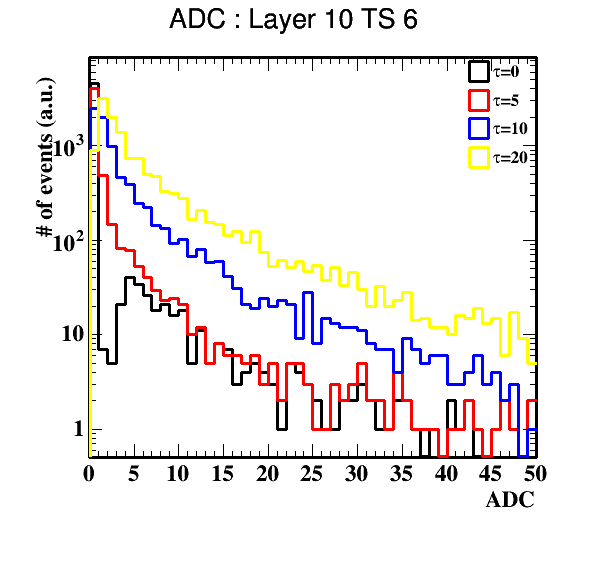 ADC : Layer 10 TS 6
# of events (a.u.)
τ=0
τ=5
τ=10
τ=20
10³
10²
10
1
0 5 10 15 20 25 30 35 40 45 50
ADC